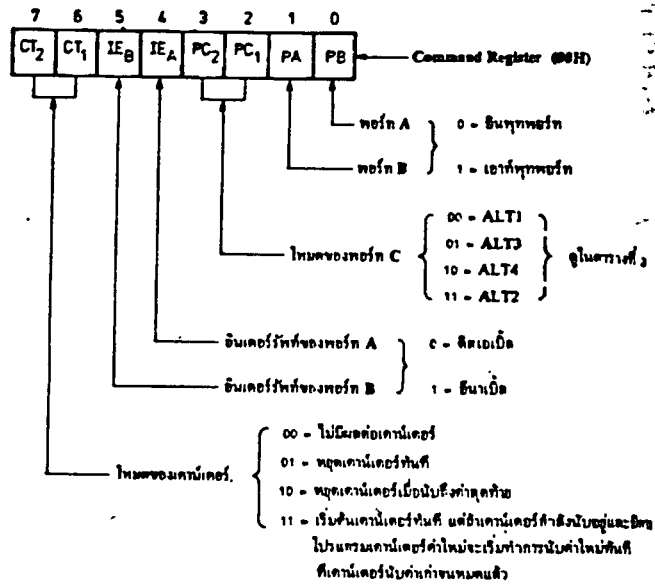 7 6 5 4 3 2 1 0
CT2 CT1 IEB IEA PC2 PC1 PA PB Command Register (00H)
พอร์ท A 0 = อินพุทพอร์ท
พอร์ท B 1 = เอาท์พุทพอร์ท
00 = ALT1
01 = ALT3
โหมดของพอร์ท C ดูในตารางที่ 3
10 = ALT4
11 = ALT2
อินเตอร์รัพท์ของพอร์ท A 0 = ดิสเอเบิ้ล
อินเตอร์รัพท์ของพอร์ท B 1 = อีนาเบิ้ล
00 = ไม่มีผลต่อเคาน์เตอร์
01 = หยุดเคาน์เตอร์ทันที
โหมดของเคาน์เตอร์
10 = หยุดเคาน์เตอร์เมื่อนับถึงค่าสุดท้าย
11 = เริ่มต้นเคาน์เตอร์ทันที แต่ถ้าเคาน์เตอร์กำลังนับอยู่และมีการ
โปรแกรมเคาน์เตอร์ค่าใหม่จะเริ่มทำการนับค่าใหม่ทันที
ที่เคาน์เตอร์นับค่าเก่าจนหมดแล้ว